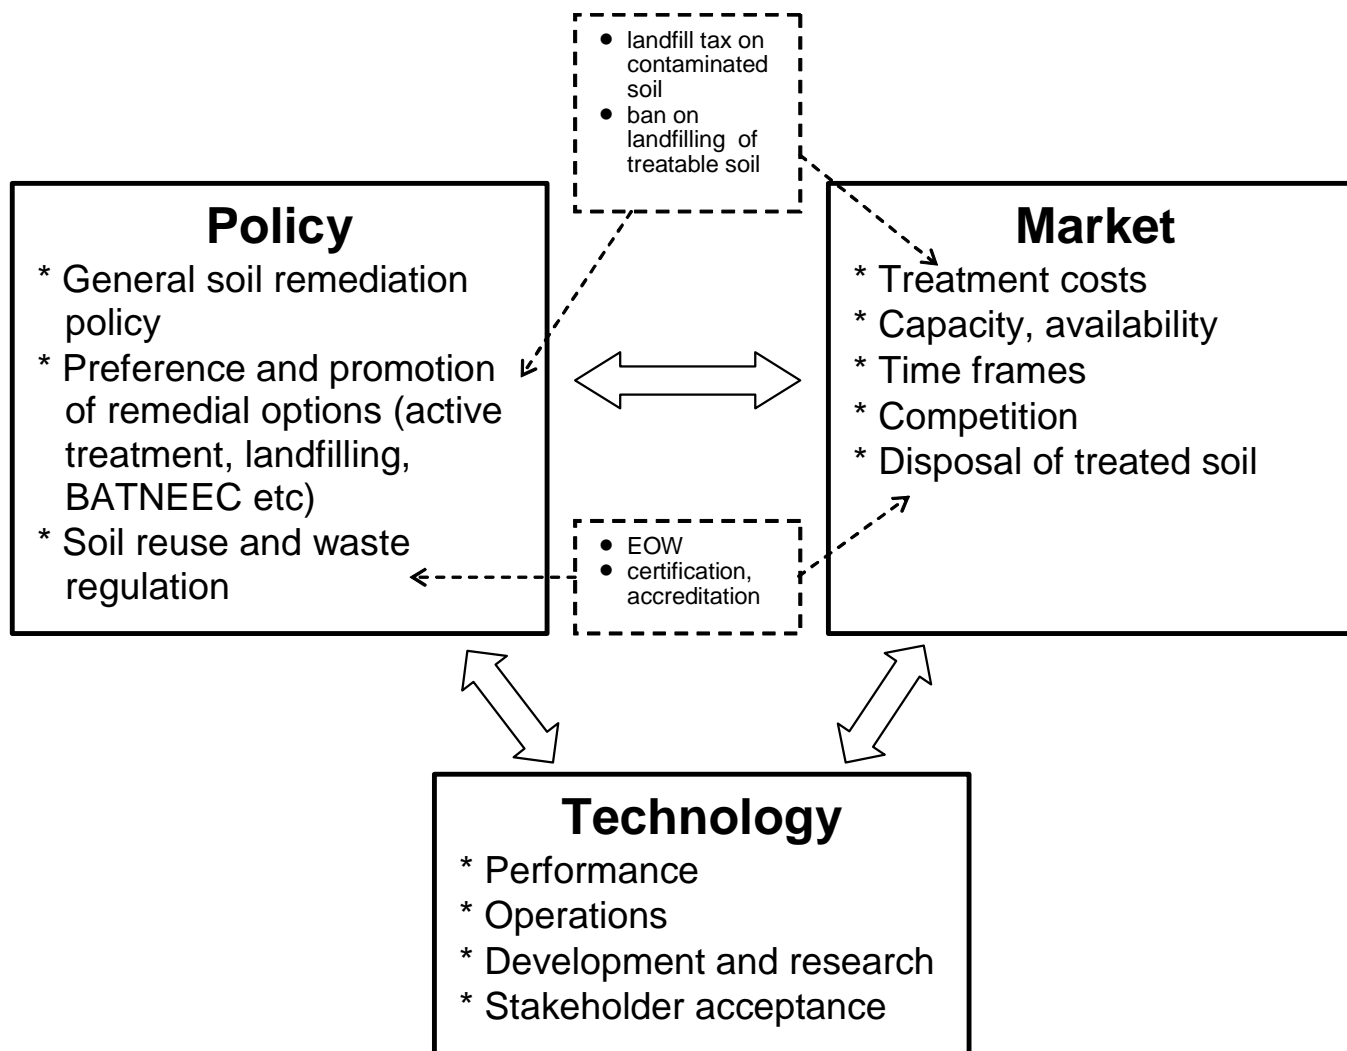 ● landfill tax on
contaminated
soil
● ban on
landfilling of
treatable soil
Policy
* General soil remediation
policy
* Preference and promotion
of remedial options (active
treatment, landfilling,
BATNEEC etc)
* Soil reuse and waste
regulation
Market
* Treatment costs
* Capacity, availability
* Time frames
* Competition
* Disposal of treated soil
● EOW
● certification,
accreditation
Technology
* Performance
* Operations
* Development and research
* Stakeholder acceptance